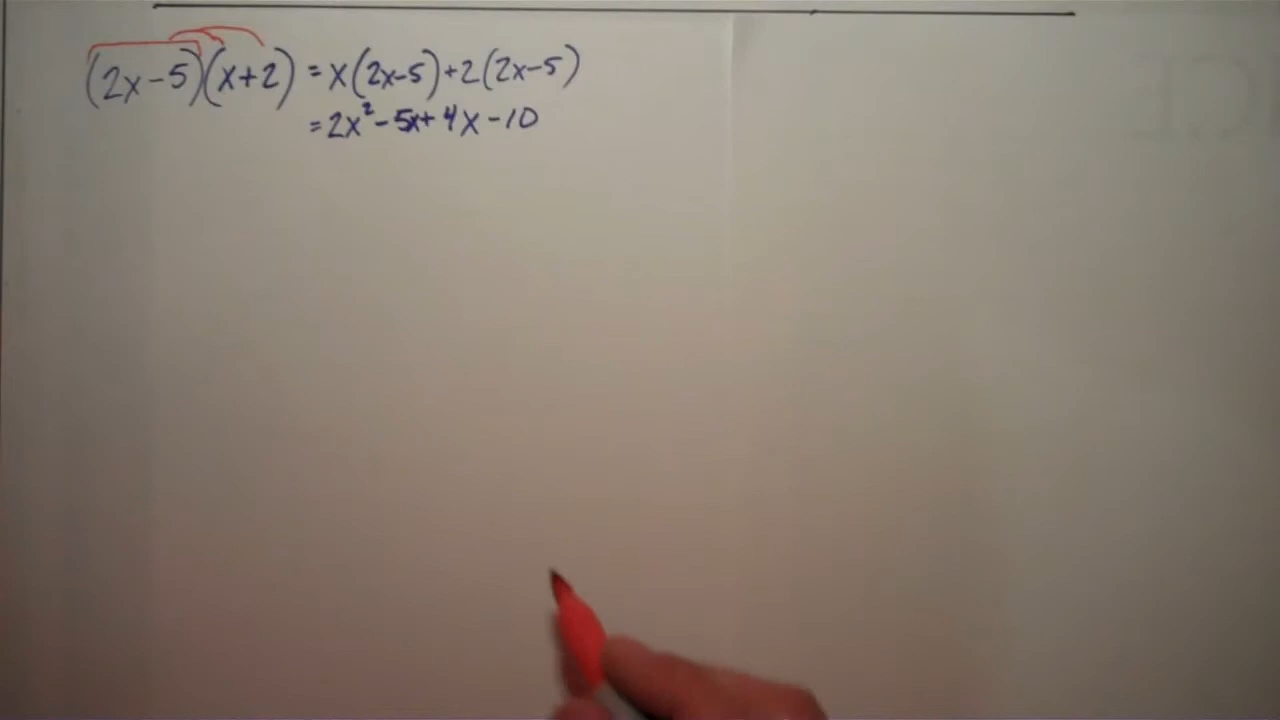 (2x-5)(x+2) = x(2x-5)+2(2x-5)
= 2x²-5x+4x-10